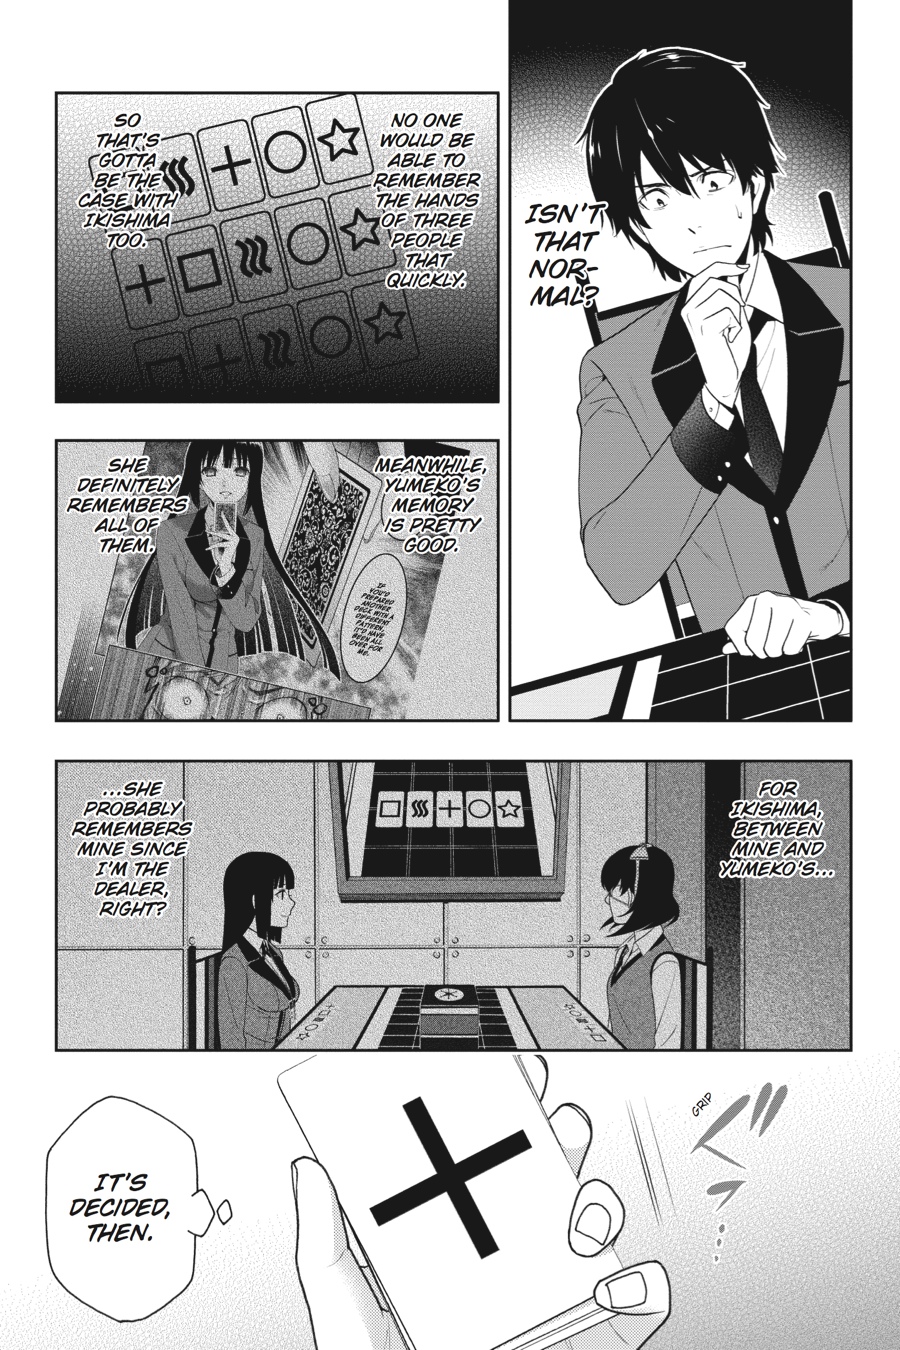 ISN'T
THAT
NOR-
MAL?
NO ONE
WOULD BE
ABLE TO
REMEMBER
THE HANDS
OF THREE
PEOPLE
THAT
QUICKLY.
SO
THAT'S
GOTTA
BE THE
CASE WITH
IKISHIMA
TOO.
MEANWHILE,
YUMEKO'S
MEMORY
IS PRETTY
GOOD.
IF
YOU'D
PREPARED
ANOTHER
DECK WITH A
DIFFERENT
PATTERN,
IT'D HAVE
BEEN ALL
OVER FOR
ME.
SHE
DEFINITELY
REMEMBERS
ALL OF
THEM.
FOR
IKISHIMA,
BETWEEN
MINE AND
YUMEKO'S...
...SHE
PROBABLY
REMEMBERS
MINE SINCE
I'M THE
DEALER,
RIGHT?
GRIP
グッ
IT'S
DECIDED,
THEN.